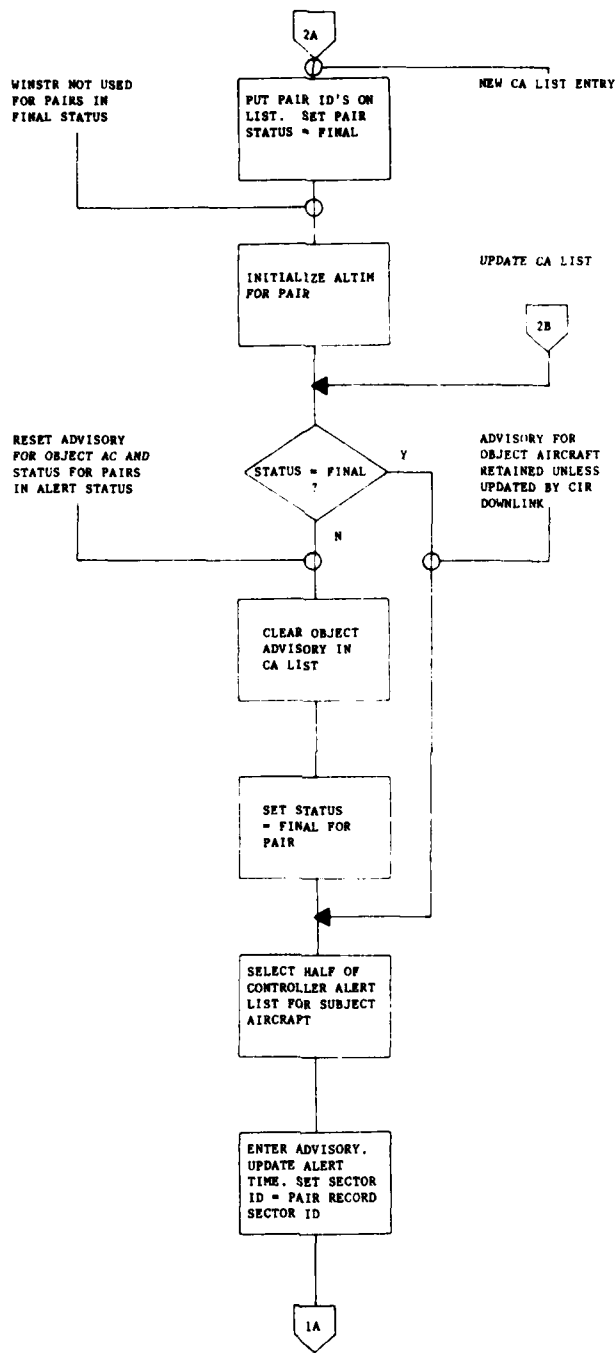 2A
WINSTR NOT USED
FOR PAIRS IN
FINAL STATUS
NEW CA LIST ENTRY
PUT PAIR ID'S ON
LIST. SET PAIR
STATUS = FINAL
INITIALIZE ALTIM
FOR PAIR
UPDATE CA LIST
2B
RESET ADVISORY
FOR OBJECT AC AND
STATUS FOR PAIRS
IN ALERT STATUS
STATUS = FINAL
?
Y
N
ADVISORY FOR
OBJECT AIRCRAFT
RETAINED UNLESS
UPDATED BY CIR
DOWNLINK
CLEAR OBJECT
ADVISORY IN
CA LIST
SET STATUS
= FINAL FOR
PAIR
SELECT HALF OF
CONTROLLER ALERT
LIST FOR SUBJECT
AIRCRAFT
ENTER ADVISORY.
UPDATE ALERT
TIME. SET SECTOR
ID = PAIR RECORD
SECTOR ID
1A